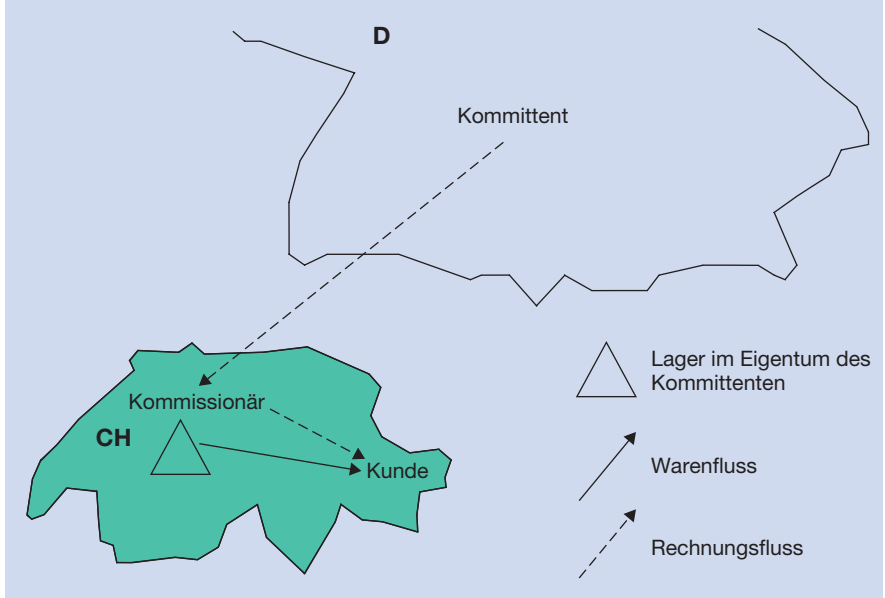 D
Kommittent
Lager im Eigentum des
Kommittenten
Kommissionär
CH
Kunde
Warenfluss
Rechnungsfluss